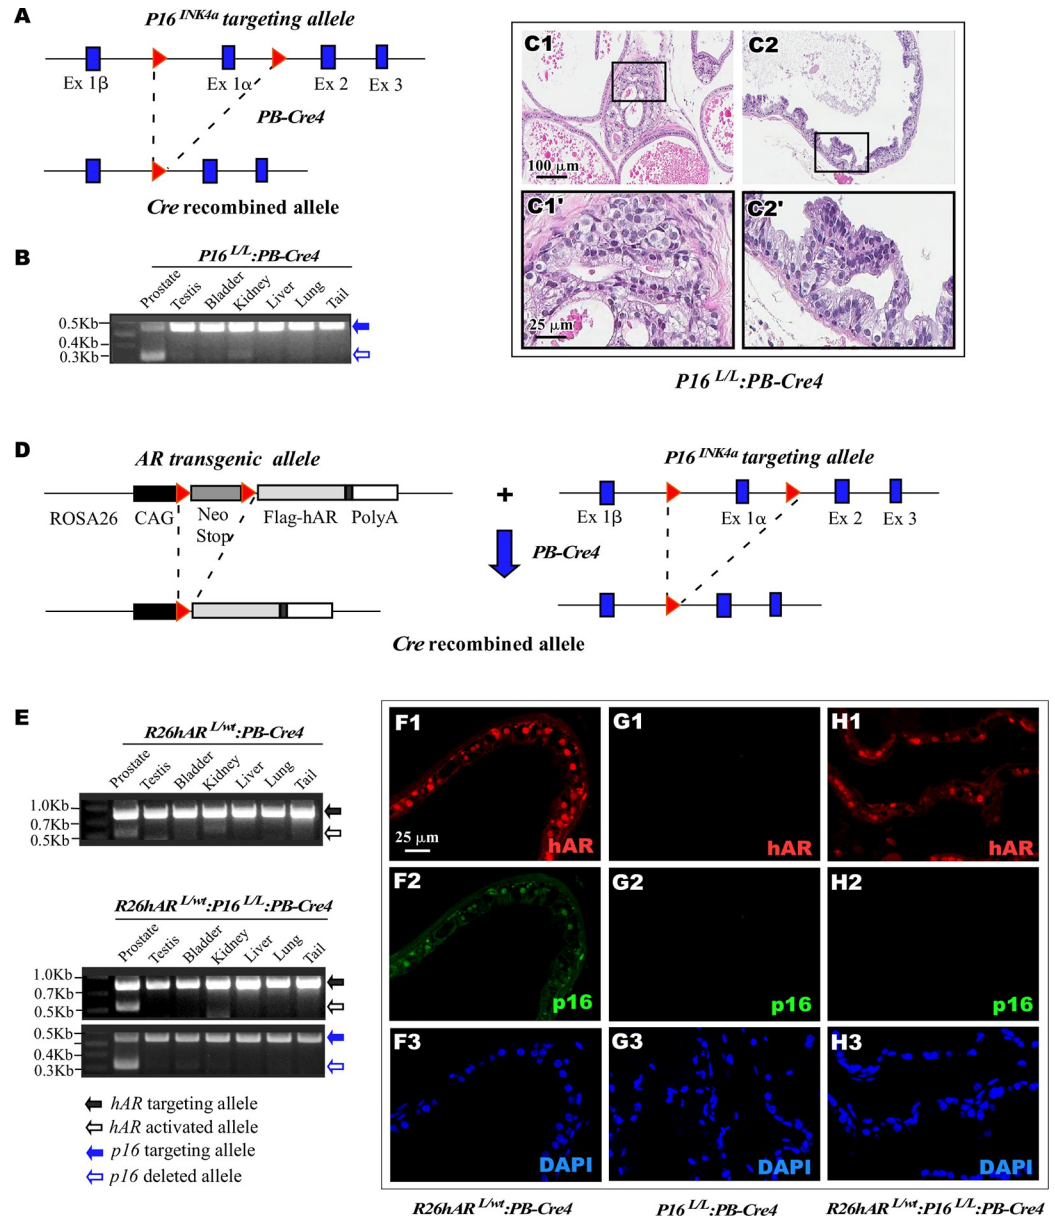 A
P16 INK4a targeting allele
Ex 1β
Ex 1α
Ex 2
Ex 3
PB-Cre4
Cre recombined allele
B
P16 L/L:PB-Cre4
Prostate
Testis
Bladder
Kidney
Liver
Lung
Tail
0.5Kb
0.4Kb
0.3Kb
C1
C2
100 μm
C1'
C2'
25 μm
P16 L/L:PB-Cre4
D
AR transgenic allele
ROSA26
CAG
Neo
Stop
Flag-hAR
PolyA
+
P16 INK4a targeting allele
Ex 1β
Ex 1α
Ex 2
Ex 3
PB-Cre4
Cre recombined allele
E
R26hAR L/wt:PB-Cre4
Prostate
Testis
Bladder
Kidney
Liver
Lung
Tail
1.0Kb
0.7Kb
0.5Kb
R26hAR L/wt:P16 L/L:PB-Cre4
Prostate
Testis
Bladder
Kidney
Liver
Lung
Tail
1.0Kb
0.7Kb
0.5Kb
0.5Kb
0.4Kb
0.3Kb
hAR targeting allele
hAR activated allele
p16 targeting allele
p16 deleted allele
F1
25 μm
hAR
G1
hAR
H1
hAR
F2
p16
G2
p16
H2
p16
F3
DAPI
G3
DAPI
H3
DAPI
R26hAR L/wt:PB-Cre4
P16 L/L:PB-Cre4
R26hAR L/wt:P16 L/L:PB-Cre4